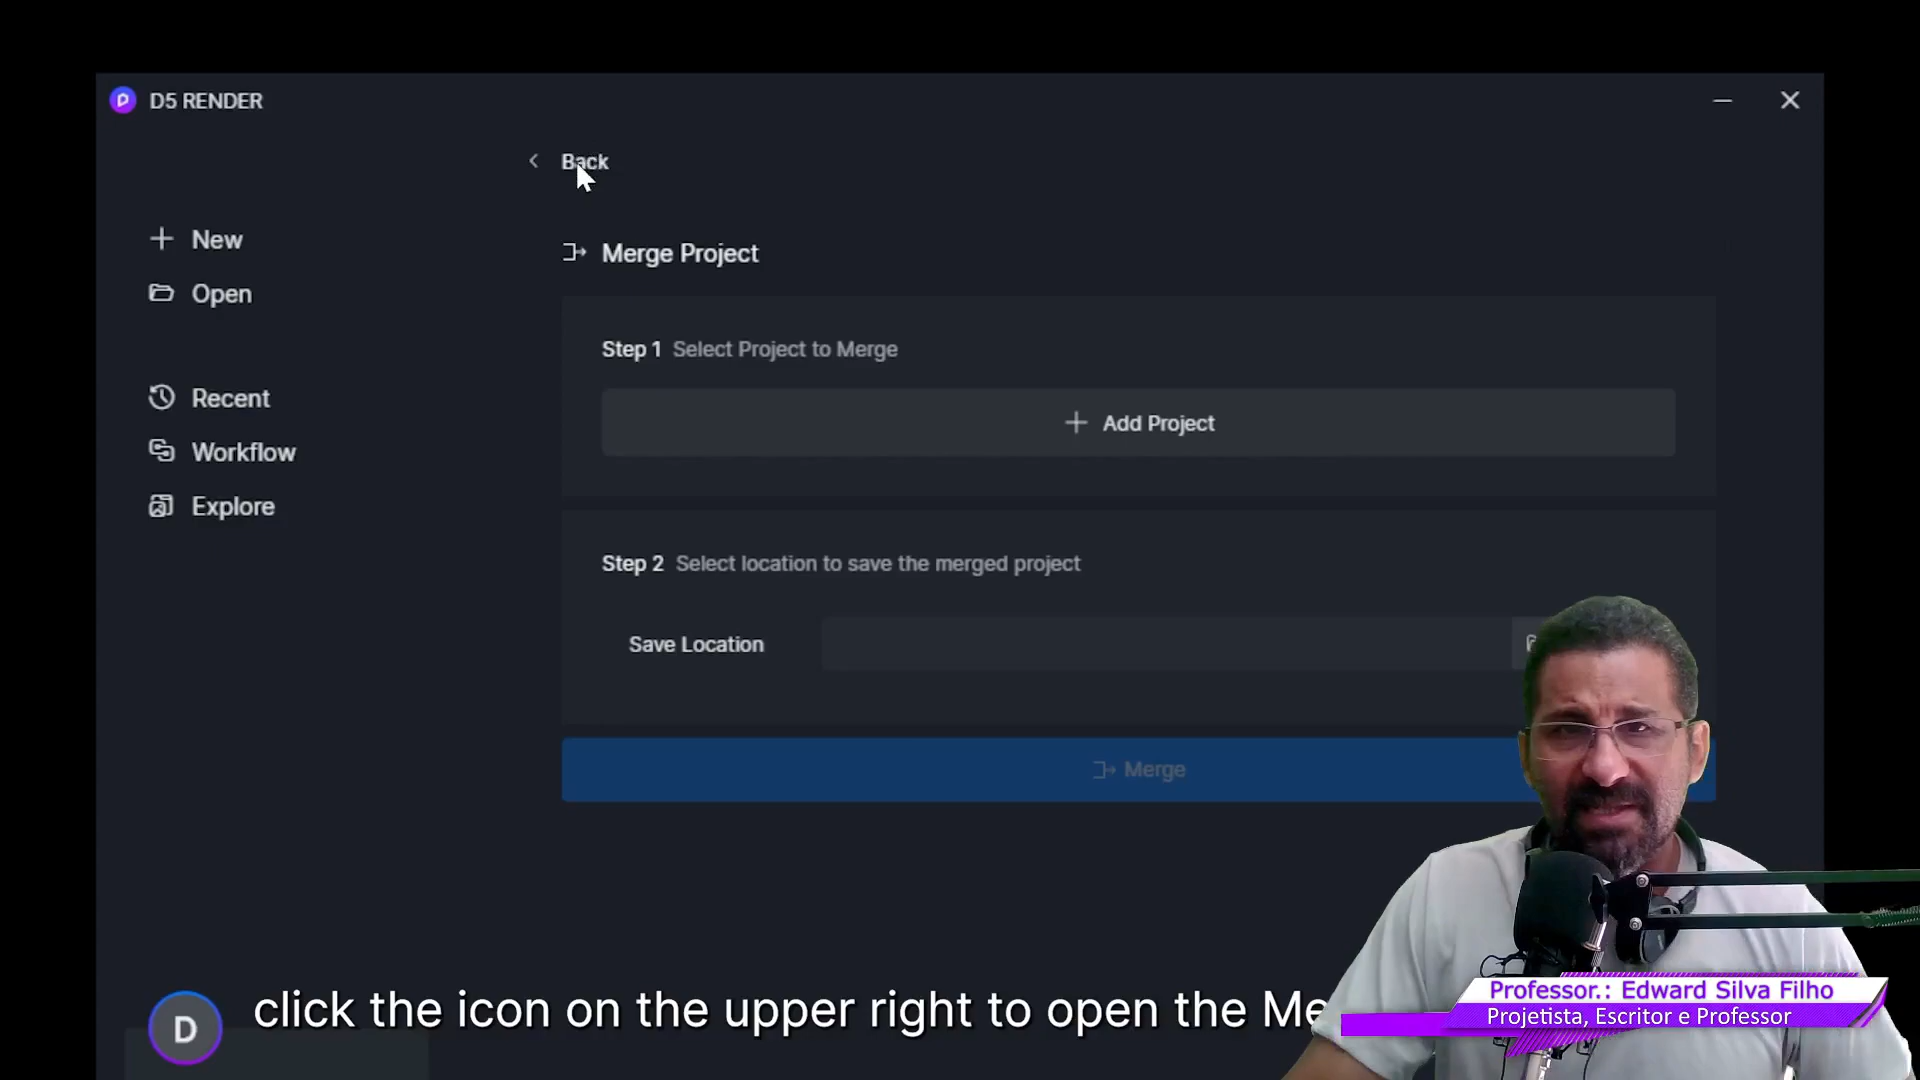 D5 RENDER
Back
New
Open
Merge Project
Step 1 Select Project to Merge
Add Project
Recent
Workflow
Explore
Step 2 Select location to save the merged project
Save Location
Merge
D
click the icon on the upper right to open the
Professor.: Edward Silva Filho
Projetista, Escritor e Professor